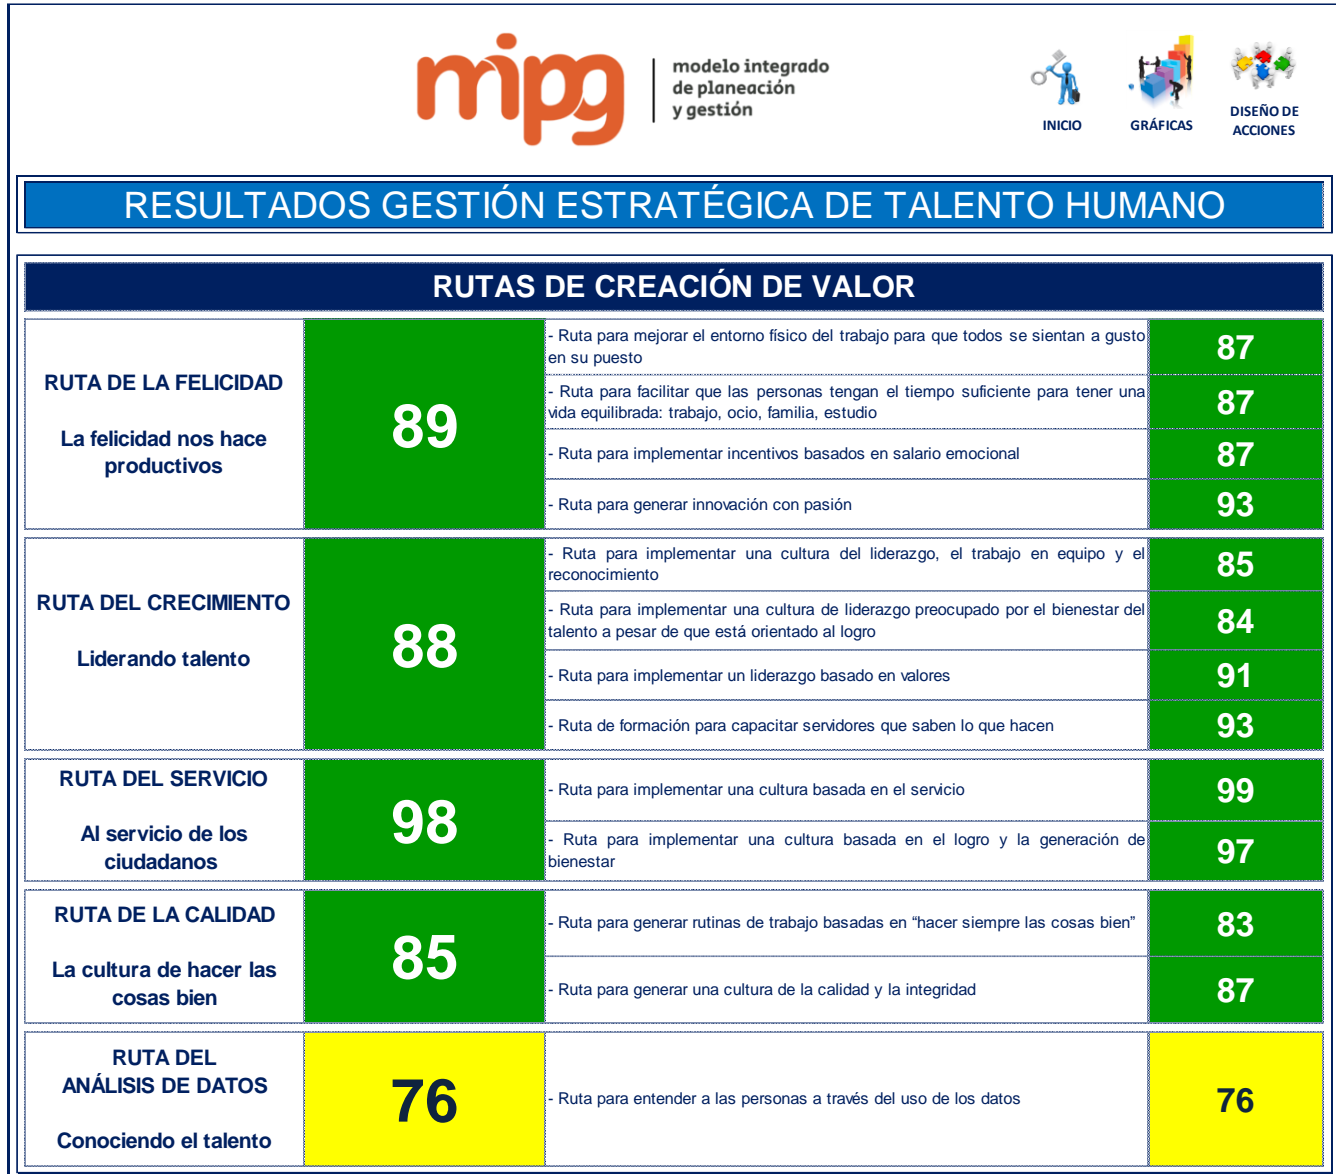 mipg
modelo integrado
de planeación
y gestión
INICIO
GRÁFICAS
DISEÑO DE
ACCIONES
RESULTADOS GESTIÓN ESTRATÉGICA DE TALENTO HUMANO
RUTAS DE CREACIÓN DE VALOR
RUTA DE LA FELICIDAD
La felicidad nos hace
productivos
89
- Ruta para mejorar el entorno físico del trabajo para que todos se sientan a gusto
en su puesto
87
- Ruta para facilitar que las personas tengan el tiempo suficiente para tener una
vida equilibrada: trabajo, ocio, familia, estudio
87
- Ruta para implementar incentivos basados en salario emocional
87
- Ruta para generar innovación con pasión
93
RUTA DEL CRECIMIENTO
Liderando talento
88
- Ruta para implementar una cultura del liderazgo, el trabajo en equipo y el
reconocimiento
85
- Ruta para implementar una cultura de liderazgo preocupado por el bienestar del
talento a pesar de que está orientado al logro
84
- Ruta para implementar un liderazgo basado en valores
91
- Ruta de formación para capacitar servidores que saben lo que hacen
93
RUTA DEL SERVICIO
Al servicio de los
ciudadanos
98
- Ruta para implementar una cultura basada en el servicio
99
- Ruta para implementar una cultura basada en el logro y la generación de
bienestar
97
RUTA DE LA CALIDAD
La cultura de hacer las
cosas bien
85
- Ruta para generar rutinas de trabajo basadas en “hacer siempre las cosas bien”
83
- Ruta para generar una cultura de la calidad y la integridad
87
RUTA DEL
ANÁLISIS DE DATOS
Conociendo el talento
76
- Ruta para entender a las personas a través del uso de los datos
76